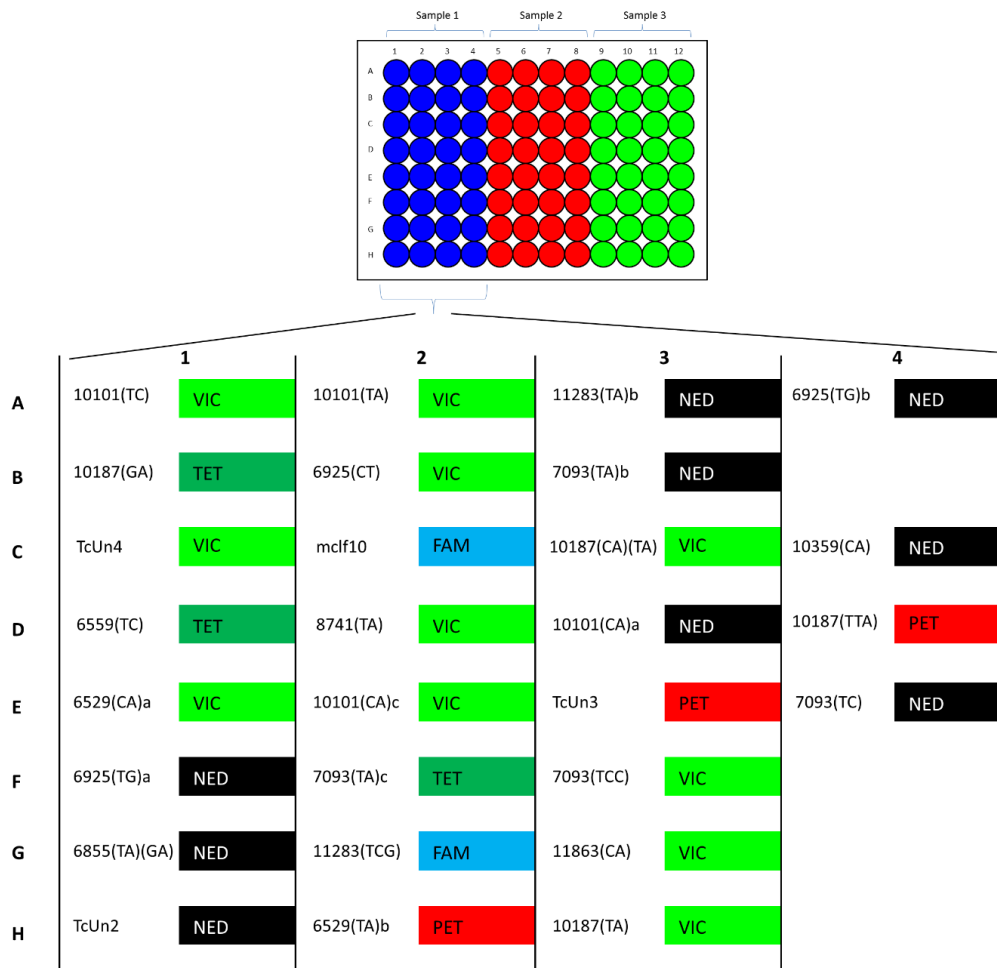 Sample 1 Sample 2 Sample 3
1 2 3 4 5 6 7 8 9 10 11 12
A
B
C
D
E
F
G
H
1 2 3 4
A 10101(TC) VIC 10101(TA) VIC 11283(TA)b NED 6925(TG)b NED
B 10187(GA) TET 6925(CT) VIC 7093(TA)b NED
C TcUn4 VIC mclf10 FAM 10187(CA)(TA) VIC 10359(CA) NED
D 6559(TC) TET 8741(TA) VIC 10101(CA)a NED 10187(TTA) PET
E 6529(CA)a VIC 10101(CA)c VIC TcUn3 PET 7093(TC) NED
F 6925(TG)a NED 7093(TA)c TET 7093(TCC) VIC
G 6855(TA)(GA) NED 11283(TCG) FAM 11863(CA) VIC
H TcUn2 NED 6529(TA)b PET 10187(TA) VIC